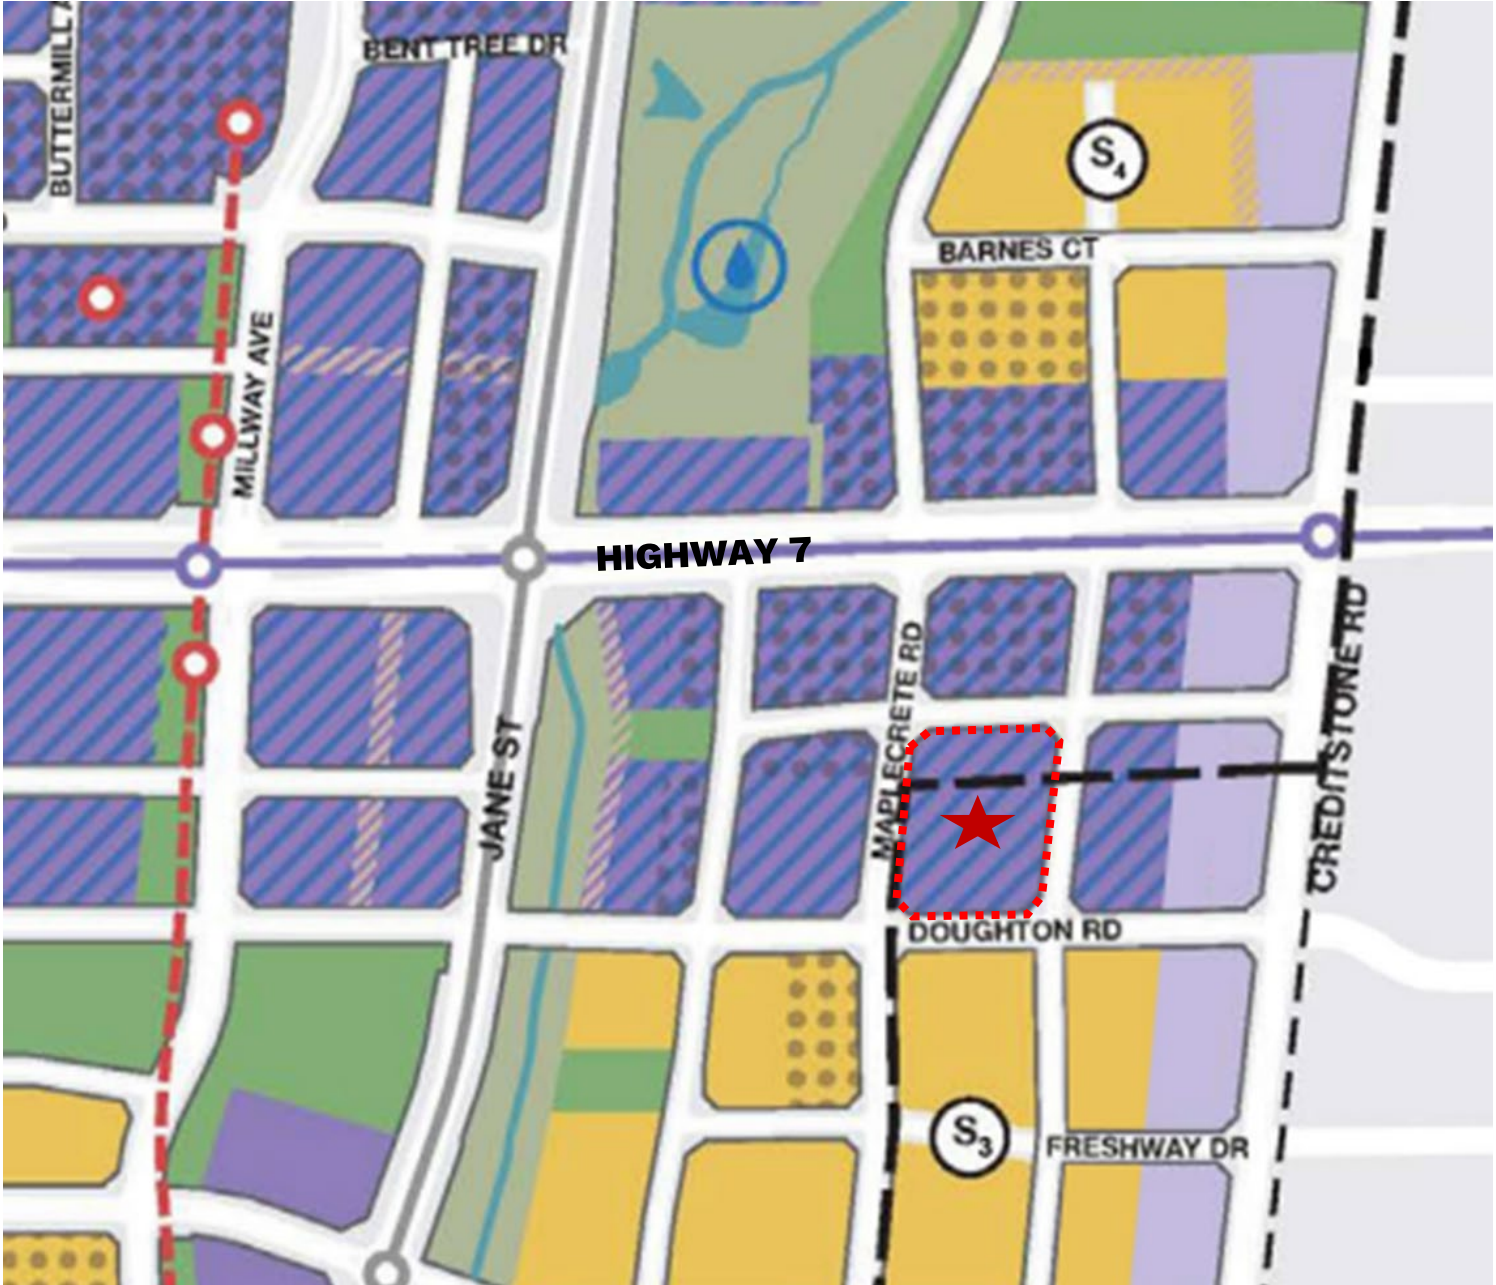 BENT TREE DR
BUTTERMILL
S4
BARNES CT
MILLWAY AVE
HIGHWAY 7
MAPLECRETE RD
CREDITSTONE RD
JANE ST
DOUGHTON RD
S3
FRESHWAY DR